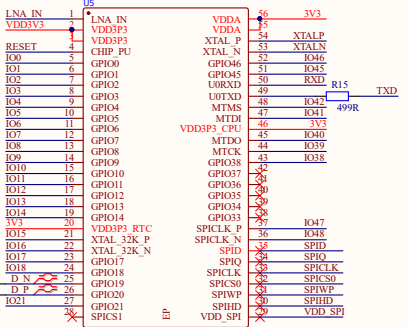 U5
LNA_IN 1 LNA_IN VDDA 56 3V3
VDD3V3 2 VDD3P3 VDDA 55
3 VDD3P3 XTAL_P 54 XTALP
RESET 4 CHIP_PU XTAL_N 53 XTALN
IO0 5 GPIO0 GPIO46 52 IO46
IO1 6 GPIO1 GPIO45 51 IO45
IO2 7 GPIO2 U0RXD 50 RXD
IO3 8 GPIO3 U0TXD 49 R15 TXD
IO4 9 GPIO4 MTMS 48 IO42 499R
IO5 10 GPIO5 MTDI 47 IO41
IO6 11 GPIO6 VDD3P3_CPU 46 3V3
IO7 12 GPIO7 MTDO 45 IO40
IO8 13 GPIO8 MTCK 44 IO39
IO9 14 GPIO9 GPIO38 43 IO38
IO10 15 GPIO10 GPIO37 42
IO11 16 GPIO11 GPIO36 41
IO12 17 GPIO12 GPIO35 40
IO13 18 GPIO13 GPIO34 39
IO14 19 GPIO14 GPIO33 38
3V3 20 VDD3P3_RTC SPICLK_P 37 IO47
IO15 21 XTAL_32K_P SPICLK_N 36 IO48
IO16 22 XTAL_32K_N SPID 35 SPID
IO17 23 GPIO17 SPIQ 34 SPIQ
IO18 24 GPIO18 SPICLK 33 SPICLK
D_N 25 GPIO19 SPICS0 32 SPICS0
D_P 26 GPIO20 SPIWP 31 SPIWP
IO21 27 GPIO21 SPIHD 30 SPIHD
28 SPICS1 EP VDD_SPI 29 VDD_SPI